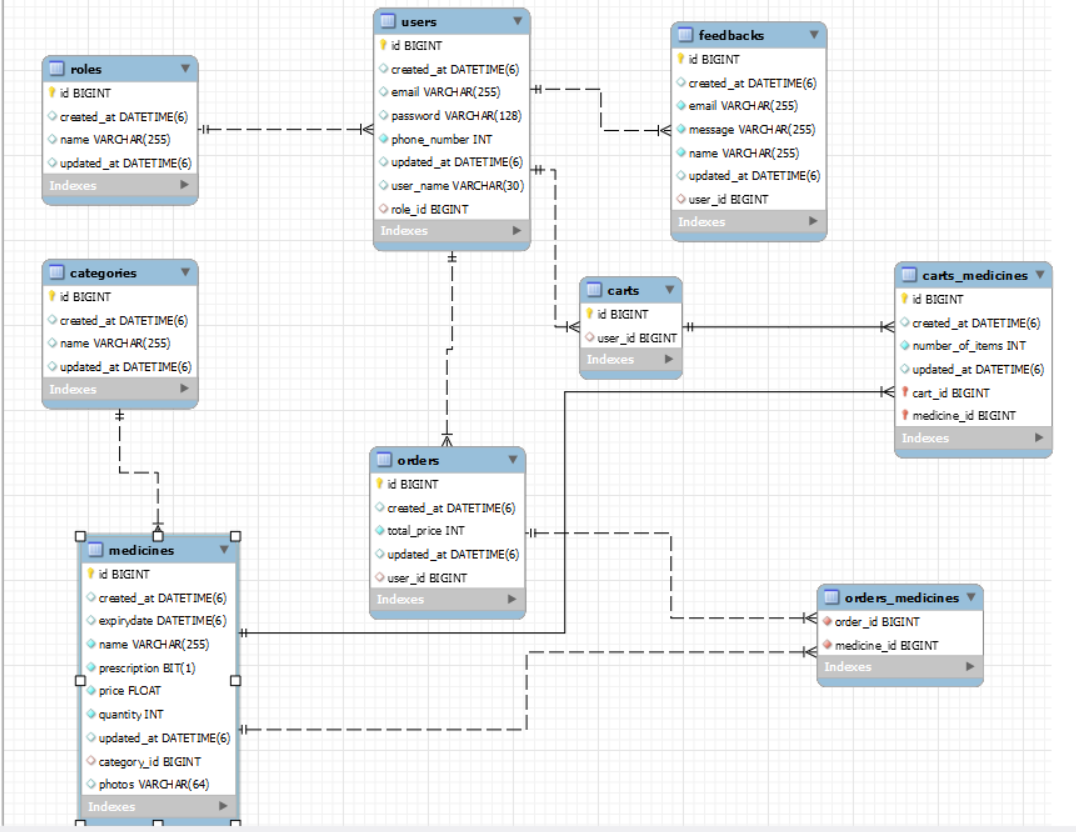 users
id BIGINT
created_at DATETIME(6)
email VARCHAR(255)
password VARCHAR(128)
phone_number INT
updated_at DATETIME(6)
user_name VARCHAR(30)
role_id BIGINT
Indexes
feedbacks
id BIGINT
created_at DATETIME(6)
email VARCHAR(255)
message VARCHAR(255)
name VARCHAR(255)
updated_at DATETIME(6)
user_id BIGINT
Indexes
roles
id BIGINT
created_at DATETIME(6)
name VARCHAR(255)
updated_at DATETIME(6)
Indexes
categories
id BIGINT
created_at DATETIME(6)
name VARCHAR(255)
updated_at DATETIME(6)
Indexes
carts
id BIGINT
user_id BIGINT
Indexes
carts_medicines
id BIGINT
created_at DATETIME(6)
number_of_items INT
updated_at DATETIME(6)
cart_id BIGINT
medicine_id BIGINT
Indexes
orders
id BIGINT
created_at DATETIME(6)
total_price INT
updated_at DATETIME(6)
user_id BIGINT
Indexes
medicines
id BIGINT
created_at DATETIME(6)
expirydate DATETIME(6)
name VARCHAR(255)
prescription BIT(1)
price FLOAT
quantity INT
updated_at DATETIME(6)
category_id BIGINT
photos VARCHAR(64)
Indexes
orders_medicines
order_id BIGINT
medicine_id BIGINT
Indexes